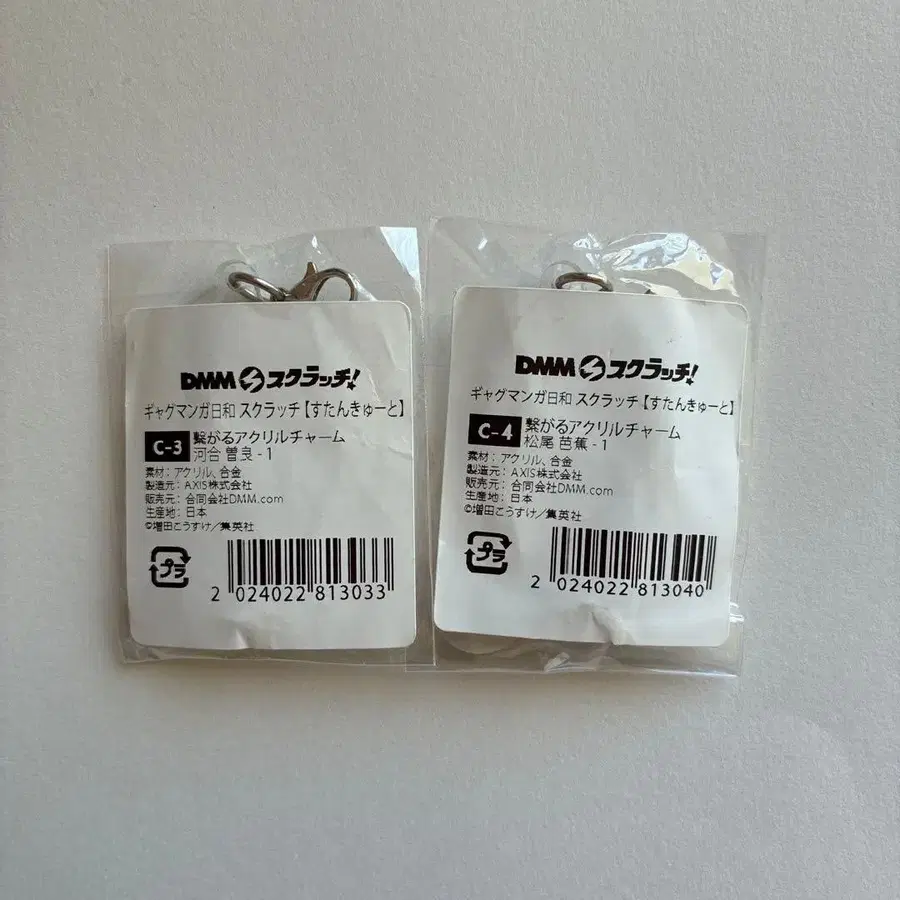 DMMスクラッチ!
ギャグマンガ日和 スクラッチ【すたんきゅーと】
C-3 繋がるアクリルチャーム
河合 曽良 - 1
素材: アクリル、合金
製造元: AXIS株式会社
販売元: 合同会社DMM.com
生産地: 日本
©増田こうすけ/集英社
プラ
2 024022 813033
DMMスクラッチ!
ギャグマンガ日和 スクラッチ【すたんきゅーと】
C-4 繋がるアクリルチャーム
松尾 芭蕉 - 1
素材: アクリル、合金
製造元: AXIS株式会社
販売元: 合同会社DMM.com
生産地: 日本
©増田こうすけ/集英社
プラ
2 024022 813040